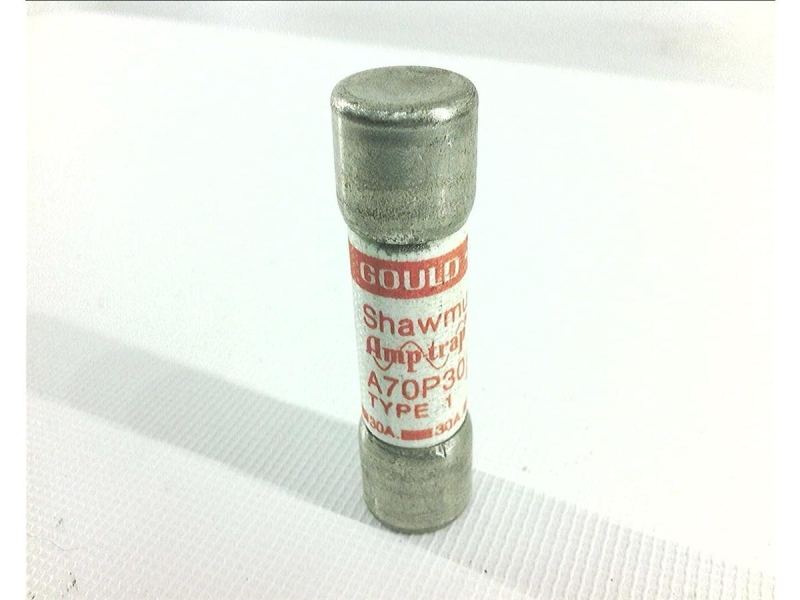 GOULD
Shawmu
Amp-trap
A70P30
TYPE 1
30A. 30A.